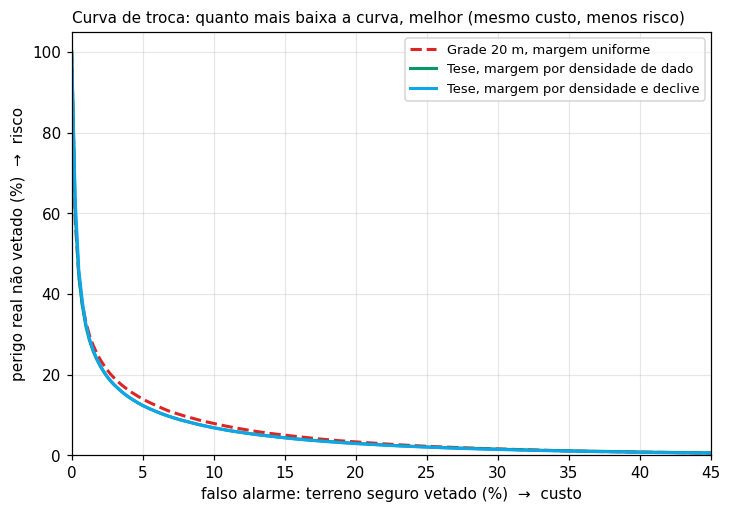 Curva de troca: quanto mais baixa a curva, melhor (mesmo custo, menos risco)
Grade 20 m, margem uniforme
Tese, margem por densidade de dado
Tese, margem por densidade e declive
perigo real não vetado (%) → risco
100
80
60
40
20
0
0 5 10 15 20 25 30 35 40 45
falso alarme: terreno seguro vetado (%) → custo